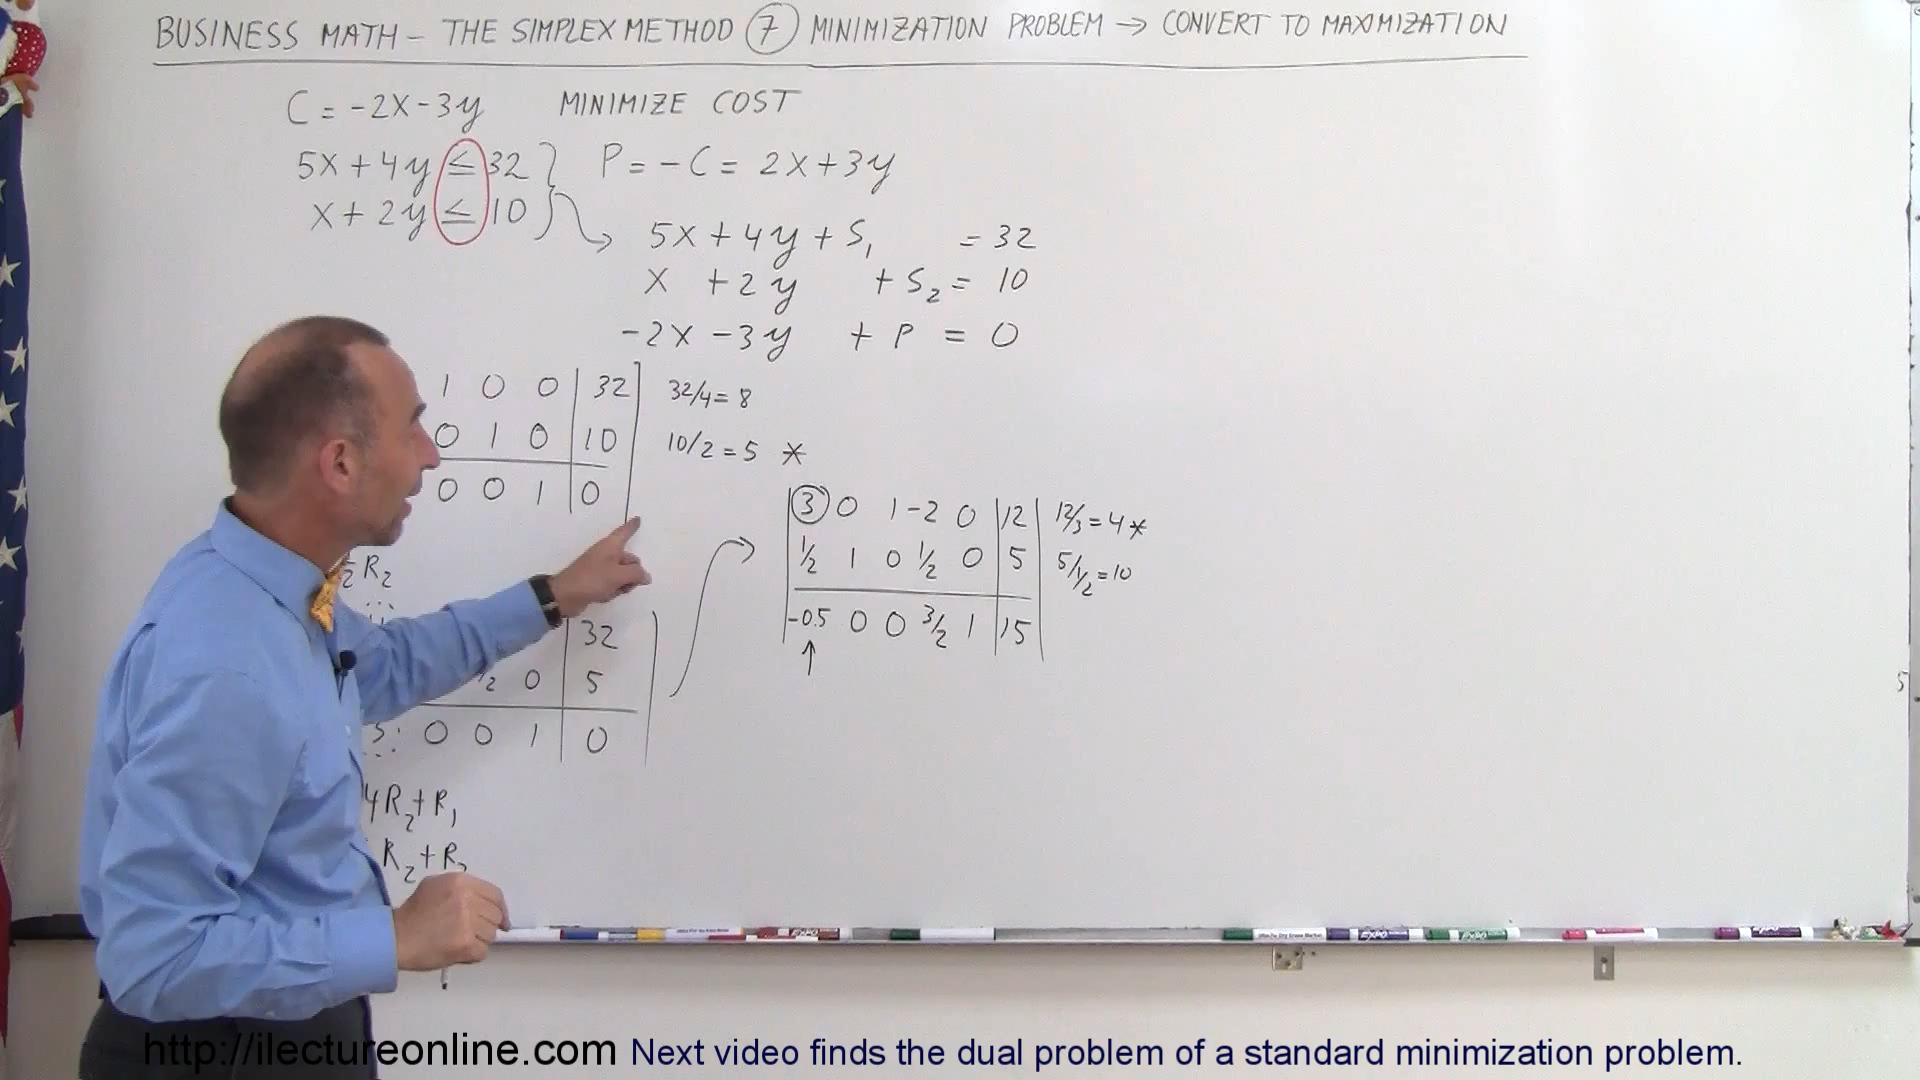 BUSINESS MATH - THE SIMPLEX METHOD 7 MINIMIZATION PROBLEM → CONVERT TO MAXIMIZATION
C = -2X-3y MINIMIZE COST
5X + 4y ≤ 32 } P = -C = 2X+3y
X + 2y ≤ 10
5X + 4y + S₁ = 32
X + 2y + S₂ = 10
-2X -3y + P = 0
1 0 0 | 32 32/4 = 8
0 1 0 | 10 10/2 = 5 *
0 0 1 | 0
3 0 1 -2 0 | 12 12/3 = 4 *
1/2 1 0 1/2 0 | 5 5/1/2 = 10
-0.5 0 0 3/2 1 | 15
↑
R₂
32
1/2 0 5
0 0 1 | 0
4R₂+R₁
R₂+R
5
EXPO
EXPO
EXPO
http://ilectureonline.com Next video finds the dual problem of a standard minimization problem.